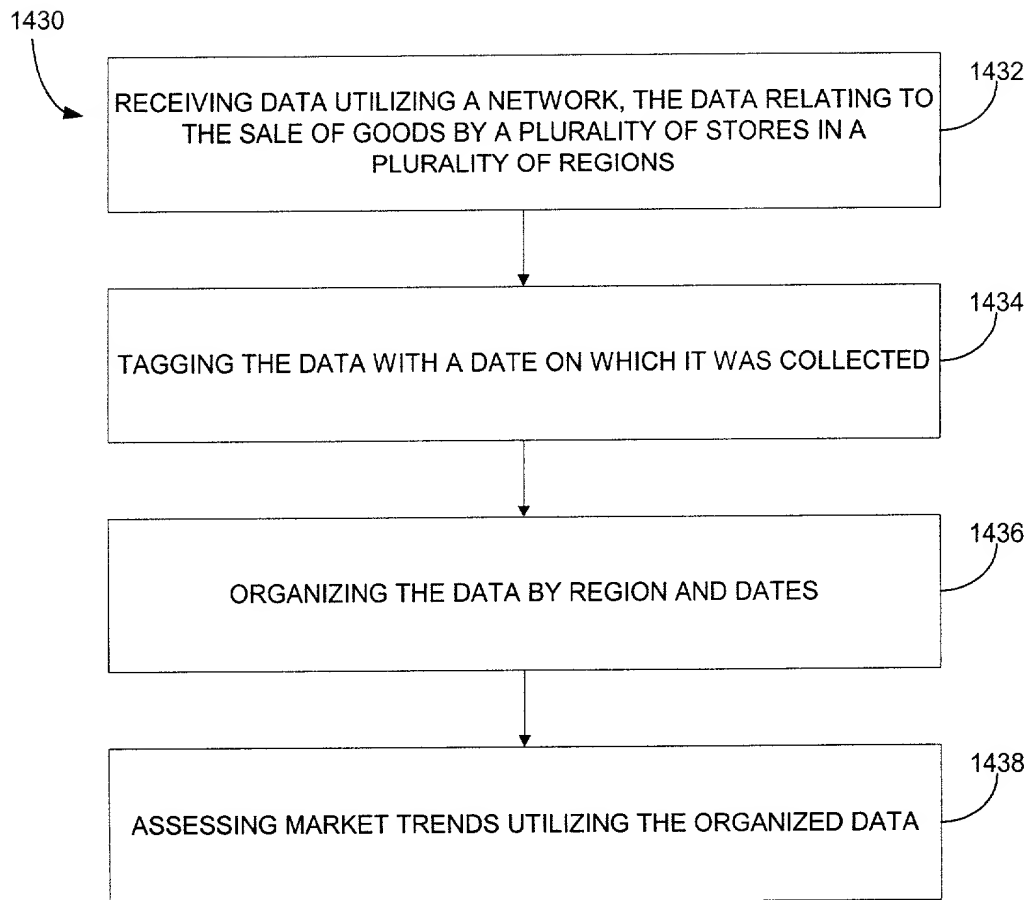 1430
1432
RECEIVING DATA UTILIZING A NETWORK, THE DATA RELATING TO
THE SALE OF GOODS BY A PLURALITY OF STORES IN A
PLURALITY OF REGIONS
1434
TAGGING THE DATA WITH A DATE ON WHICH IT WAS COLLECTED
1436
ORGANIZING THE DATA BY REGION AND DATES
1438
ASSESSING MARKET TRENDS UTILIZING THE ORGANIZED DATA